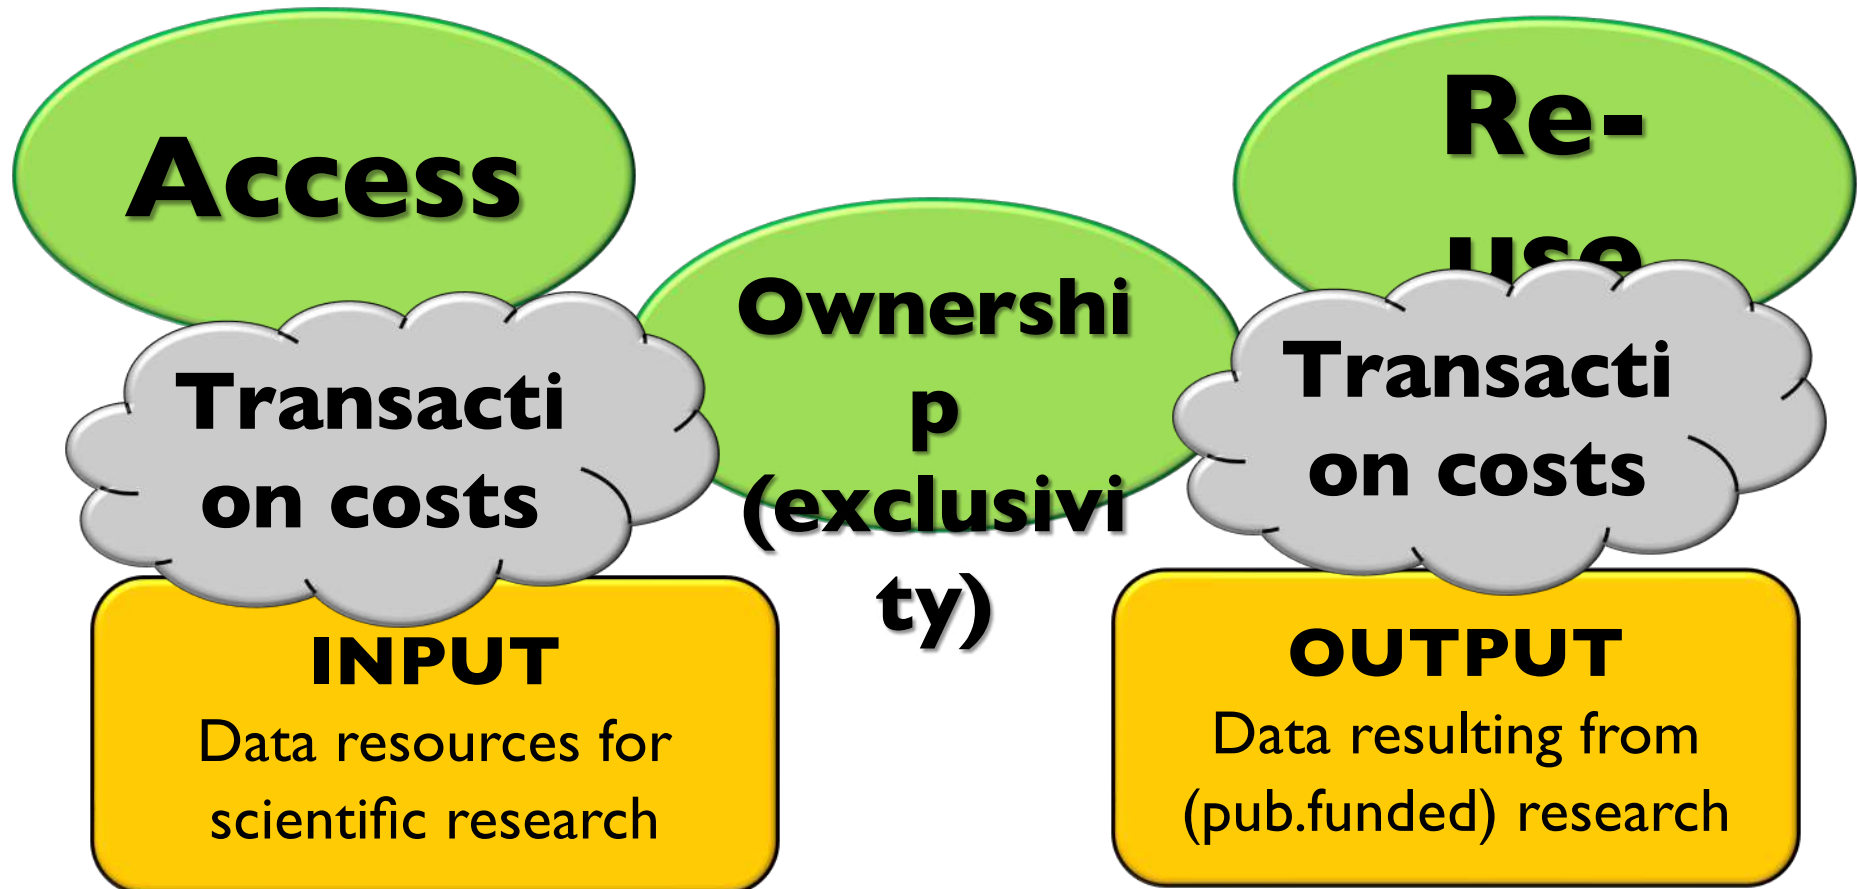 Access
Re-
use
Ownershi
p
(exclusivi
ty)
Transacti
on costs
Transacti
on costs
INPUT
Data resources for
scientific research
OUTPUT
Data resulting from
(pub.funded) research